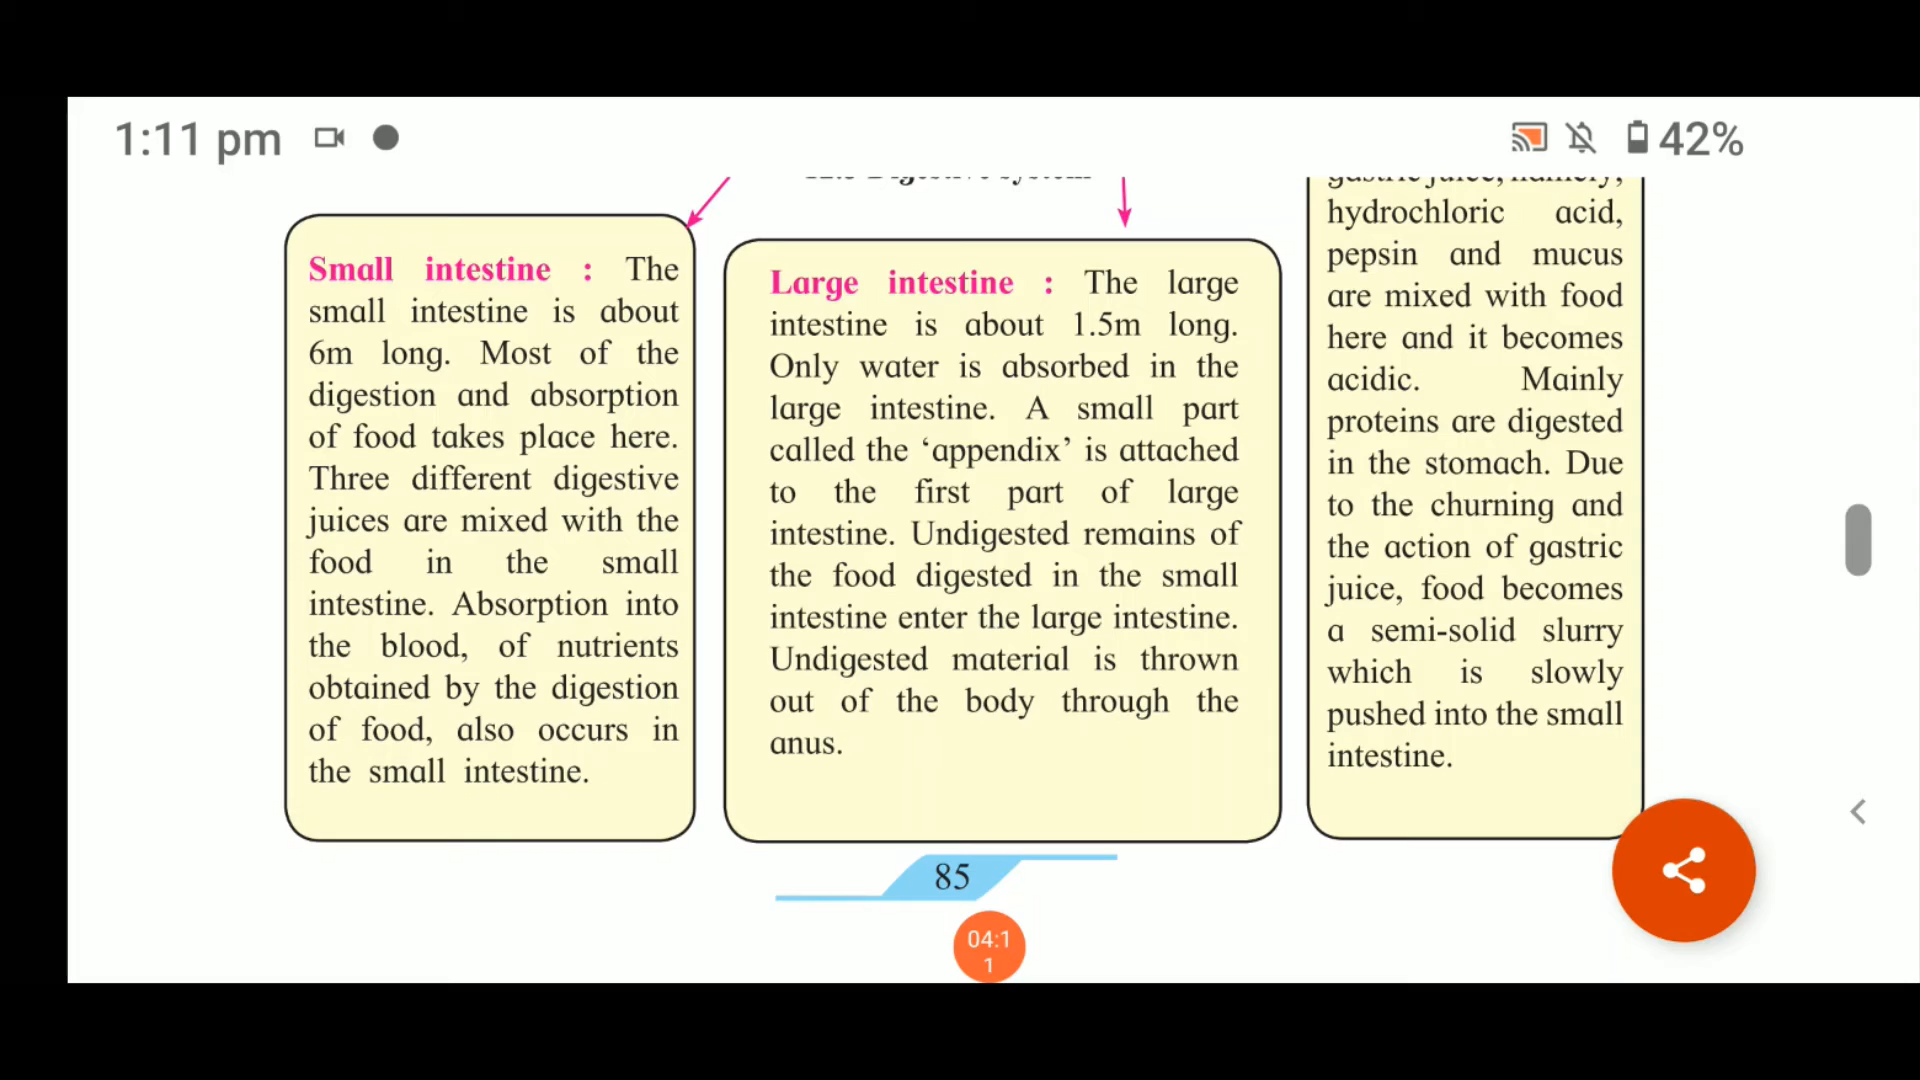 1:11 pm
42%
12.3 Digestive system
Small intestine : The
small intestine is about
6m long. Most of the
digestion and absorption
of food takes place here.
Three different digestive
juices are mixed with the
food in the small
intestine. Absorption into
the blood, of nutrients
obtained by the digestion
of food, also occurs in
the small intestine.
Large intestine : The large
intestine is about 1.5m long.
Only water is absorbed in the
large intestine. A small part
called the ‘appendix’ is attached
to the first part of large
intestine. Undigested remains of
the food digested in the small
intestine enter the large intestine.
Undigested material is thrown
out of the body through the
anus.
gastric juice, namely,
hydrochloric acid,
pepsin and mucus
are mixed with food
here and it becomes
acidic. Mainly
proteins are digested
in the stomach. Due
to the churning and
the action of gastric
juice, food becomes
a semi-solid slurry
which is slowly
pushed into the small
intestine.
85
04:1
1